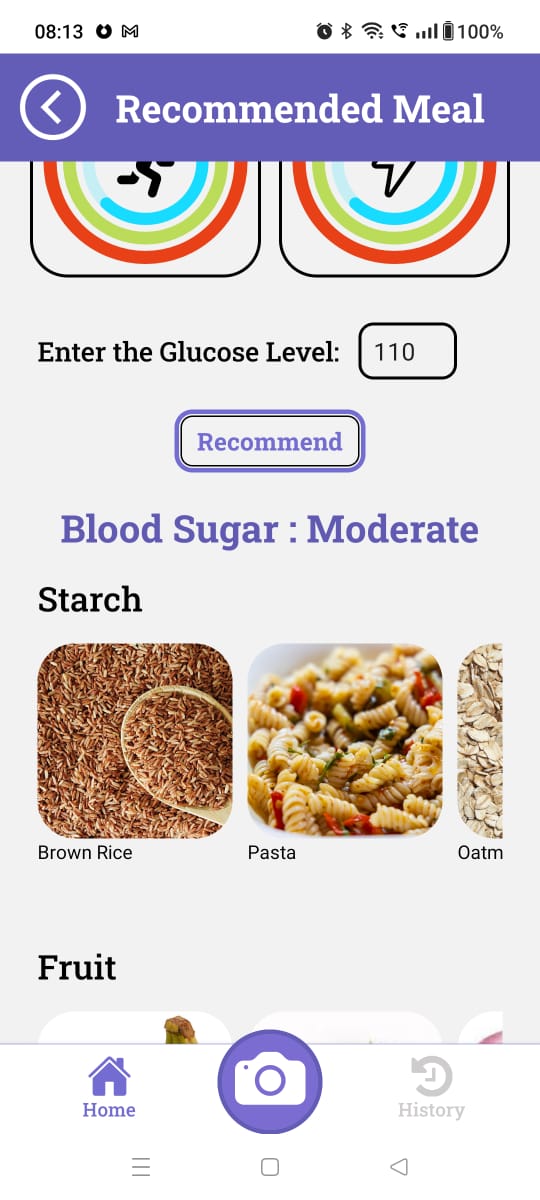 08:13 100%
Recommended Meal
Enter the Glucose Level: 110
Recommend
Blood Sugar : Moderate
Starch
Brown Rice Pasta Oatm
Fruit
Home History